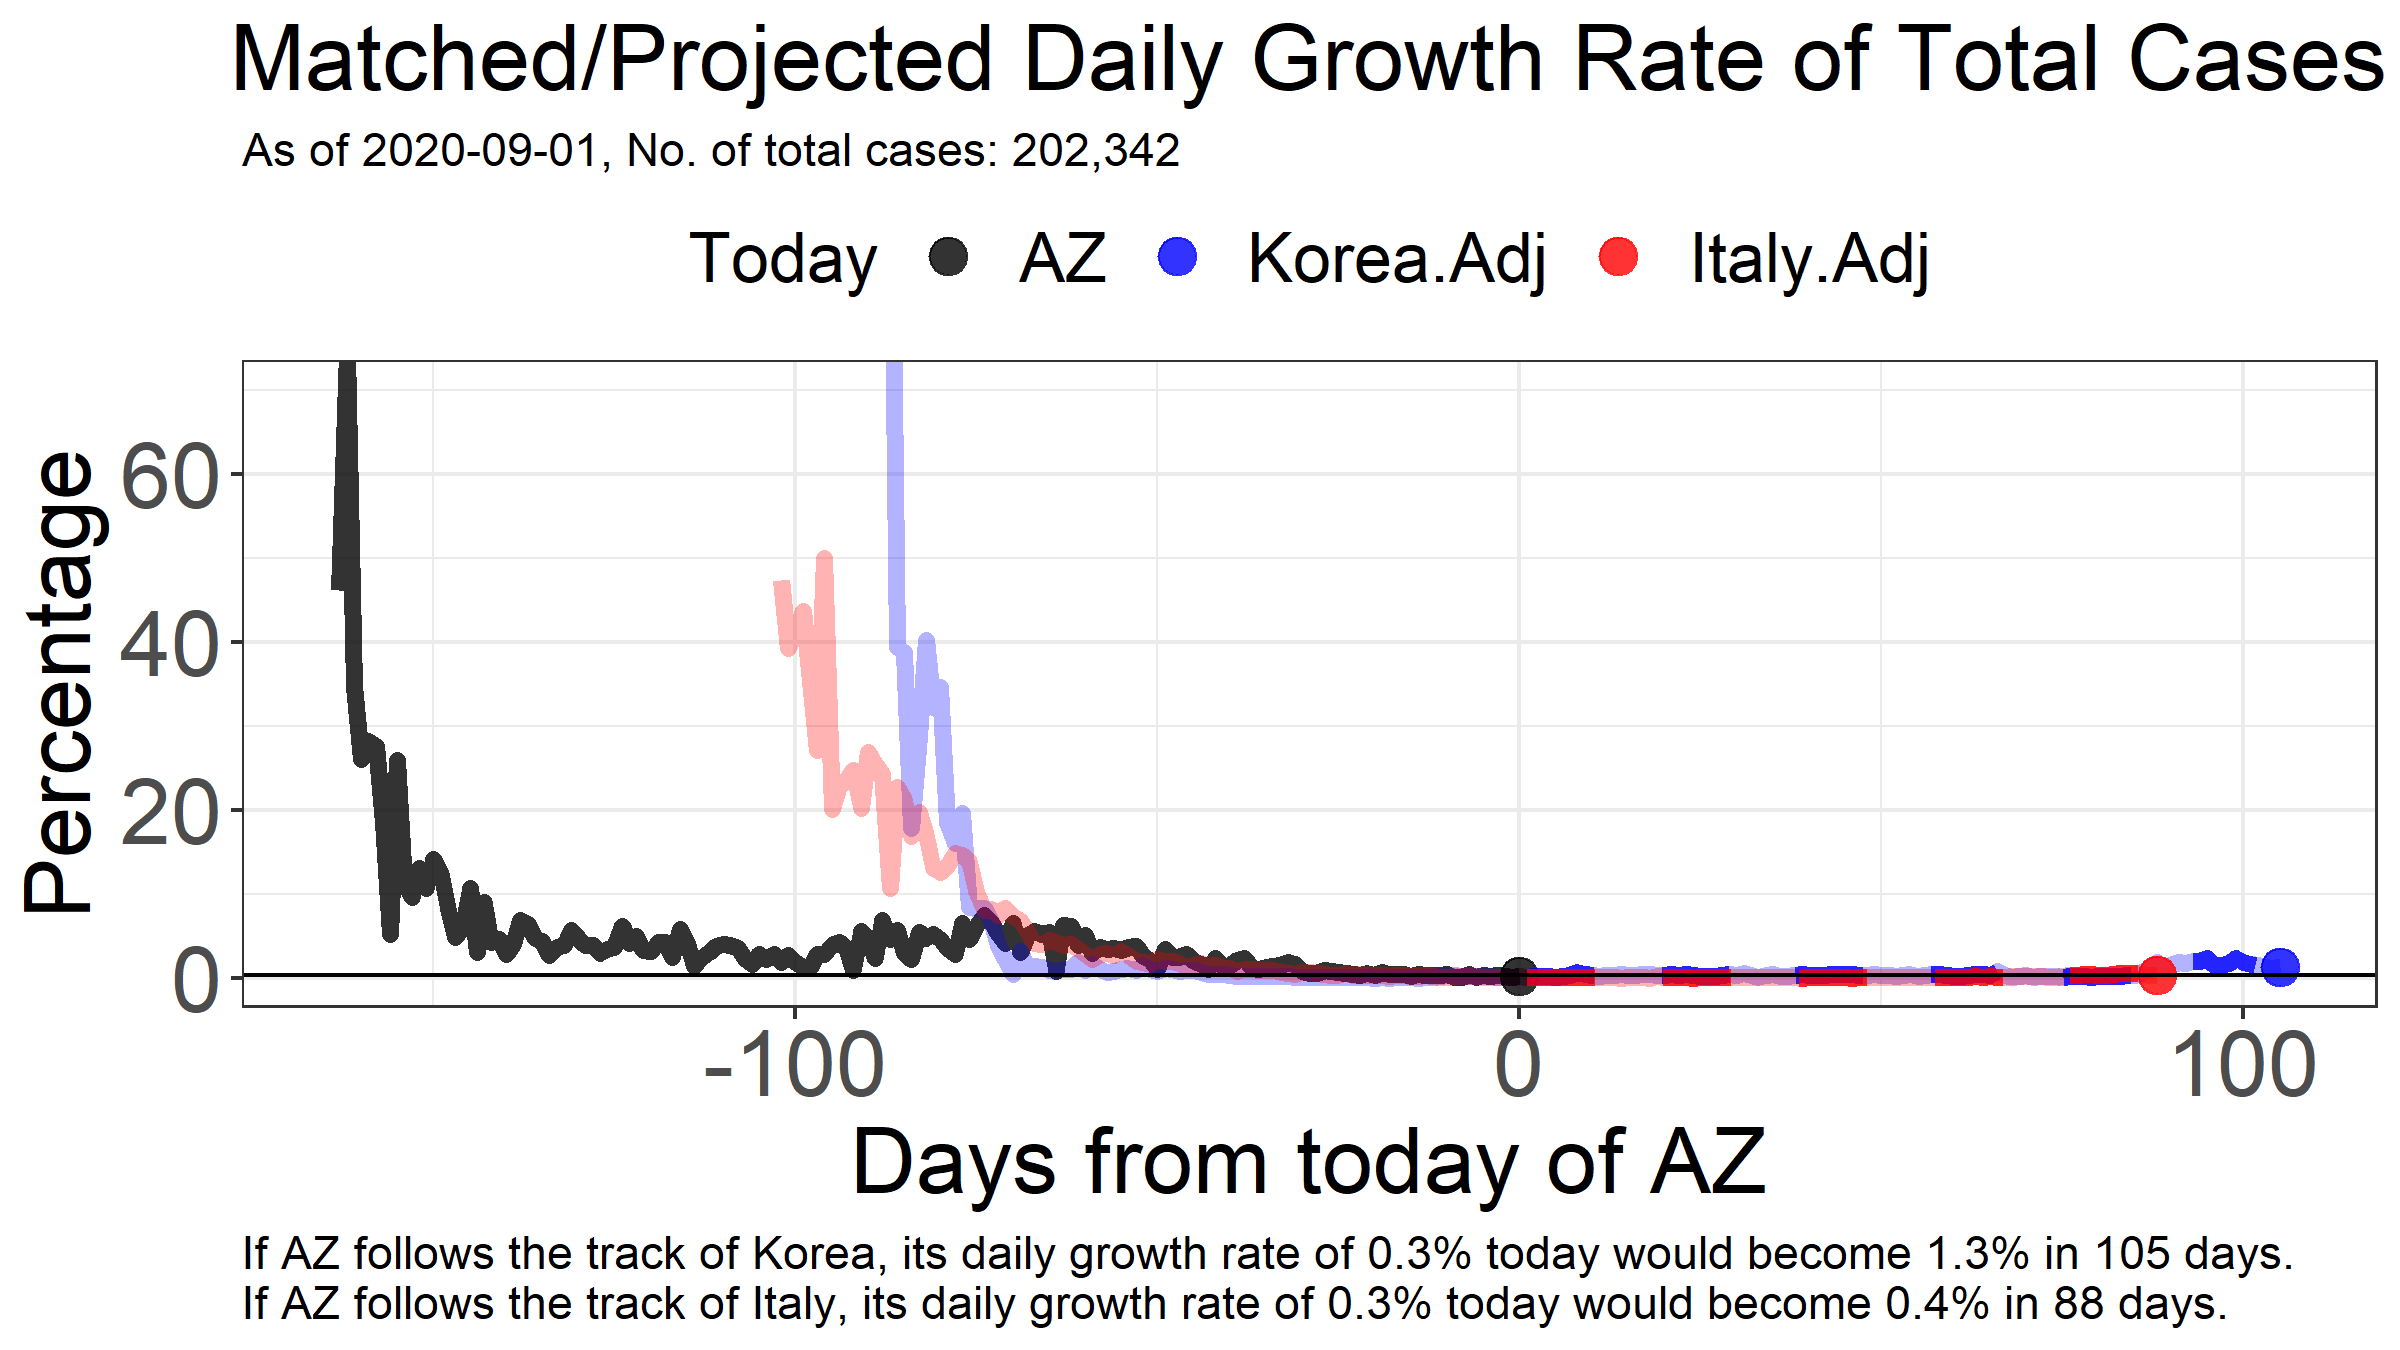 Matched/Projected Daily Growth Rate of Total Cases
As of 2020-09-01, No. of total cases: 202,342
Today AZ Korea.Adj Italy.Adj
Percentage
60
40
20
0
-100 0 100
Days from today of AZ
If AZ follows the track of Korea, its daily growth rate of 0.3% today would become 1.3% in 105 days.
If AZ follows the track of Italy, its daily growth rate of 0.3% today would become 0.4% in 88 days.